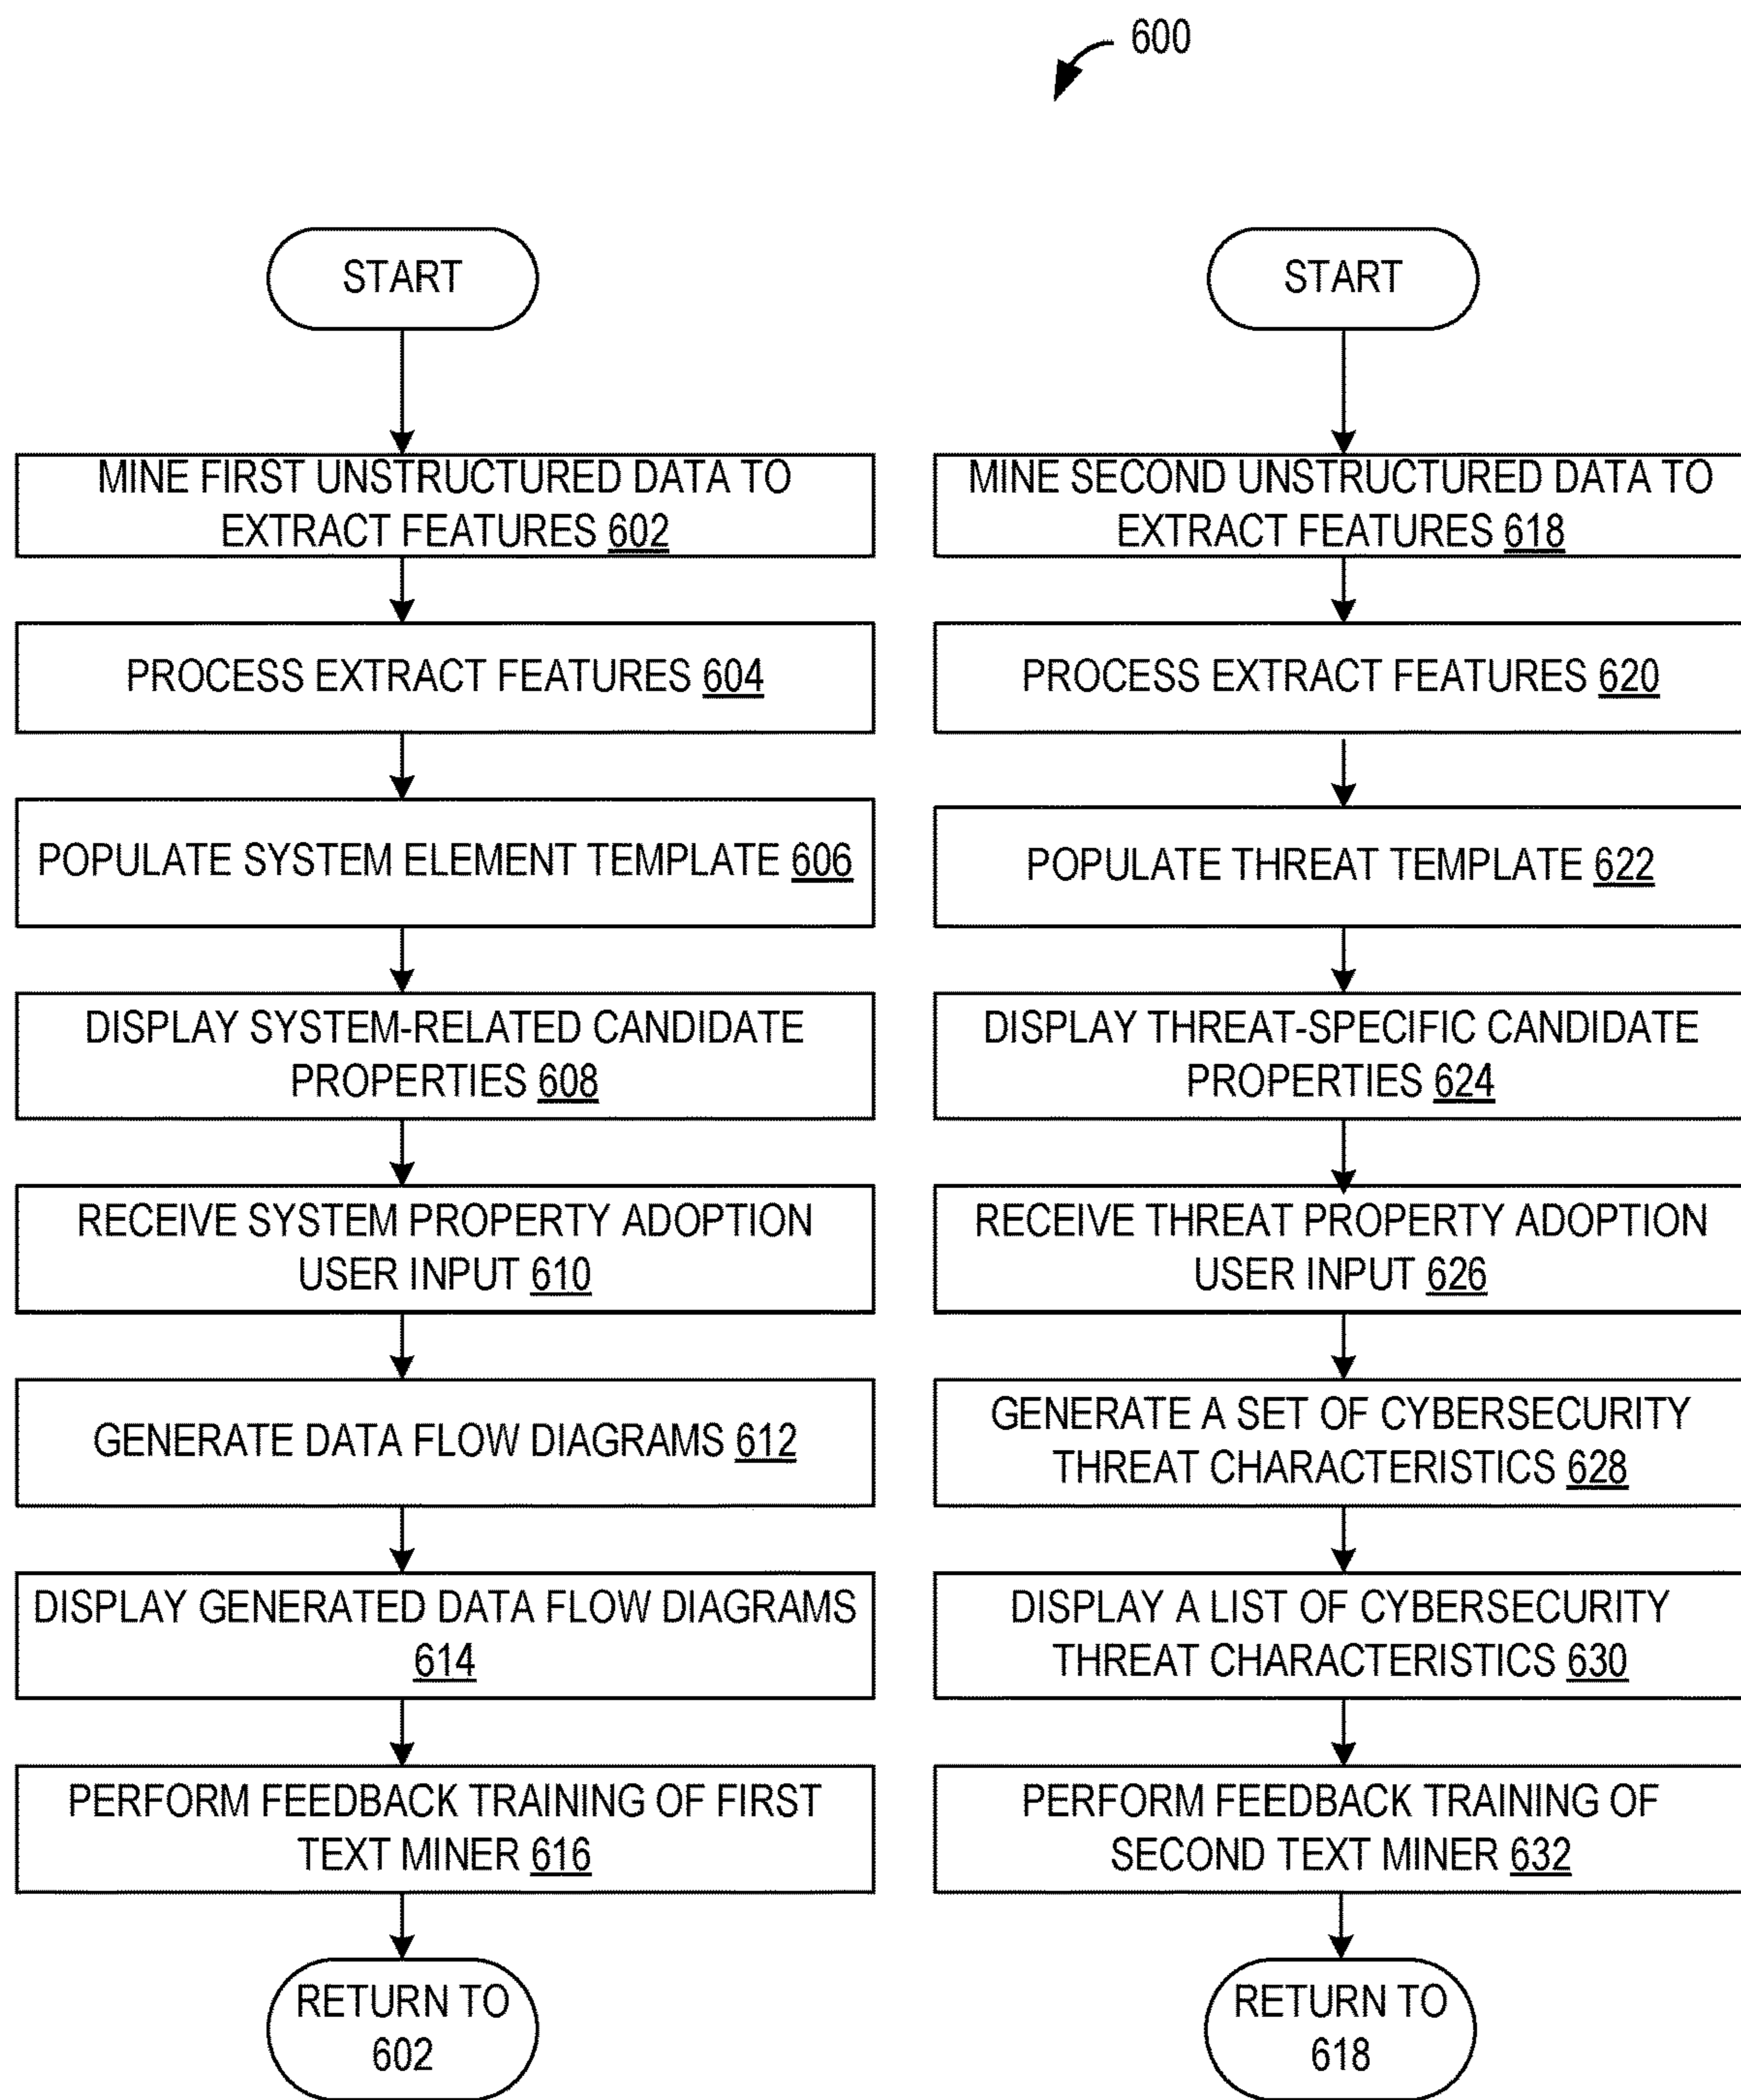 600
START
MINE FIRST UNSTRUCTURED DATA TO
EXTRACT FEATURES 602
PROCESS EXTRACT FEATURES 604
POPULATE SYSTEM ELEMENT TEMPLATE 606
DISPLAY SYSTEM-RELATED CANDIDATE
PROPERTIES 608
RECEIVE SYSTEM PROPERTY ADOPTION
USER INPUT 610
GENERATE DATA FLOW DIAGRAMS 612
DISPLAY GENERATED DATA FLOW DIAGRAMS
614
PERFORM FEEDBACK TRAINING OF FIRST
TEXT MINER 616
RETURN TO
602
START
MINE SECOND UNSTRUCTURED DATA TO
EXTRACT FEATURES 618
PROCESS EXTRACT FEATURES 620
POPULATE THREAT TEMPLATE 622
DISPLAY THREAT-SPECIFIC CANDIDATE
PROPERTIES 624
RECEIVE THREAT PROPERTY ADOPTION
USER INPUT 626
GENERATE A SET OF CYBERSECURITY
THREAT CHARACTERISTICS 628
DISPLAY A LIST OF CYBERSECURITY
THREAT CHARACTERISTICS 630
PERFORM FEEDBACK TRAINING OF
SECOND TEXT MINER 632
RETURN TO
618